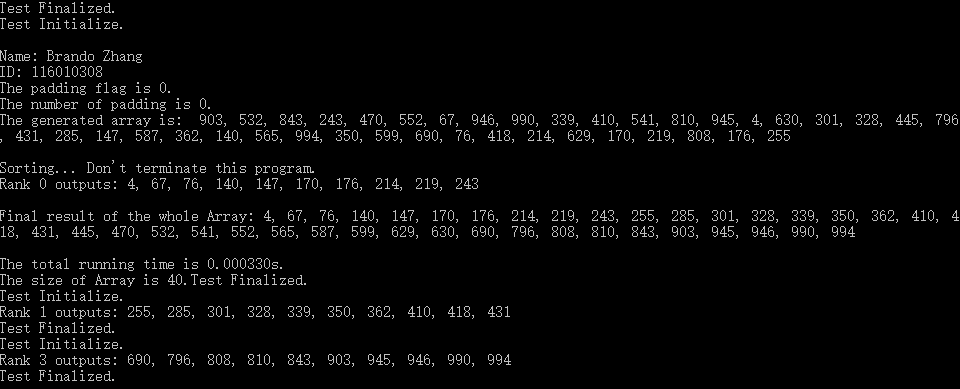 Test Finalized.
Test Initialize.
Name: Brando Zhang
ID: 116010308
The padding flag is 0.
The number of padding is 0.
The generated array is:  903, 532, 843, 243, 470, 552, 67, 946, 990, 339, 410, 541, 810, 945, 4, 630, 301, 328, 445, 796
, 431, 285, 147, 587, 362, 140, 565, 994, 350, 599, 690, 76, 418, 214, 629, 170, 219, 808, 176, 255
Sorting... Don't terminate this program.
Rank 0 outputs: 4, 67, 76, 140, 147, 170, 176, 214, 219, 243
Final result of the whole Array: 4, 67, 76, 140, 147, 170, 176, 214, 219, 243, 255, 285, 301, 328, 339, 350, 362, 410, 4
18, 431, 445, 470, 532, 541, 552, 565, 587, 599, 629, 630, 690, 796, 808, 810, 843, 903, 945, 946, 990, 994
The total running time is 0.000330s.
The size of Array is 40.Test Finalized.
Test Initialize.
Rank 1 outputs: 255, 285, 301, 328, 339, 350, 362, 410, 418, 431
Test Finalized.
Test Initialize.
Rank 3 outputs: 690, 796, 808, 810, 843, 903, 945, 946, 990, 994
Test Finalized.